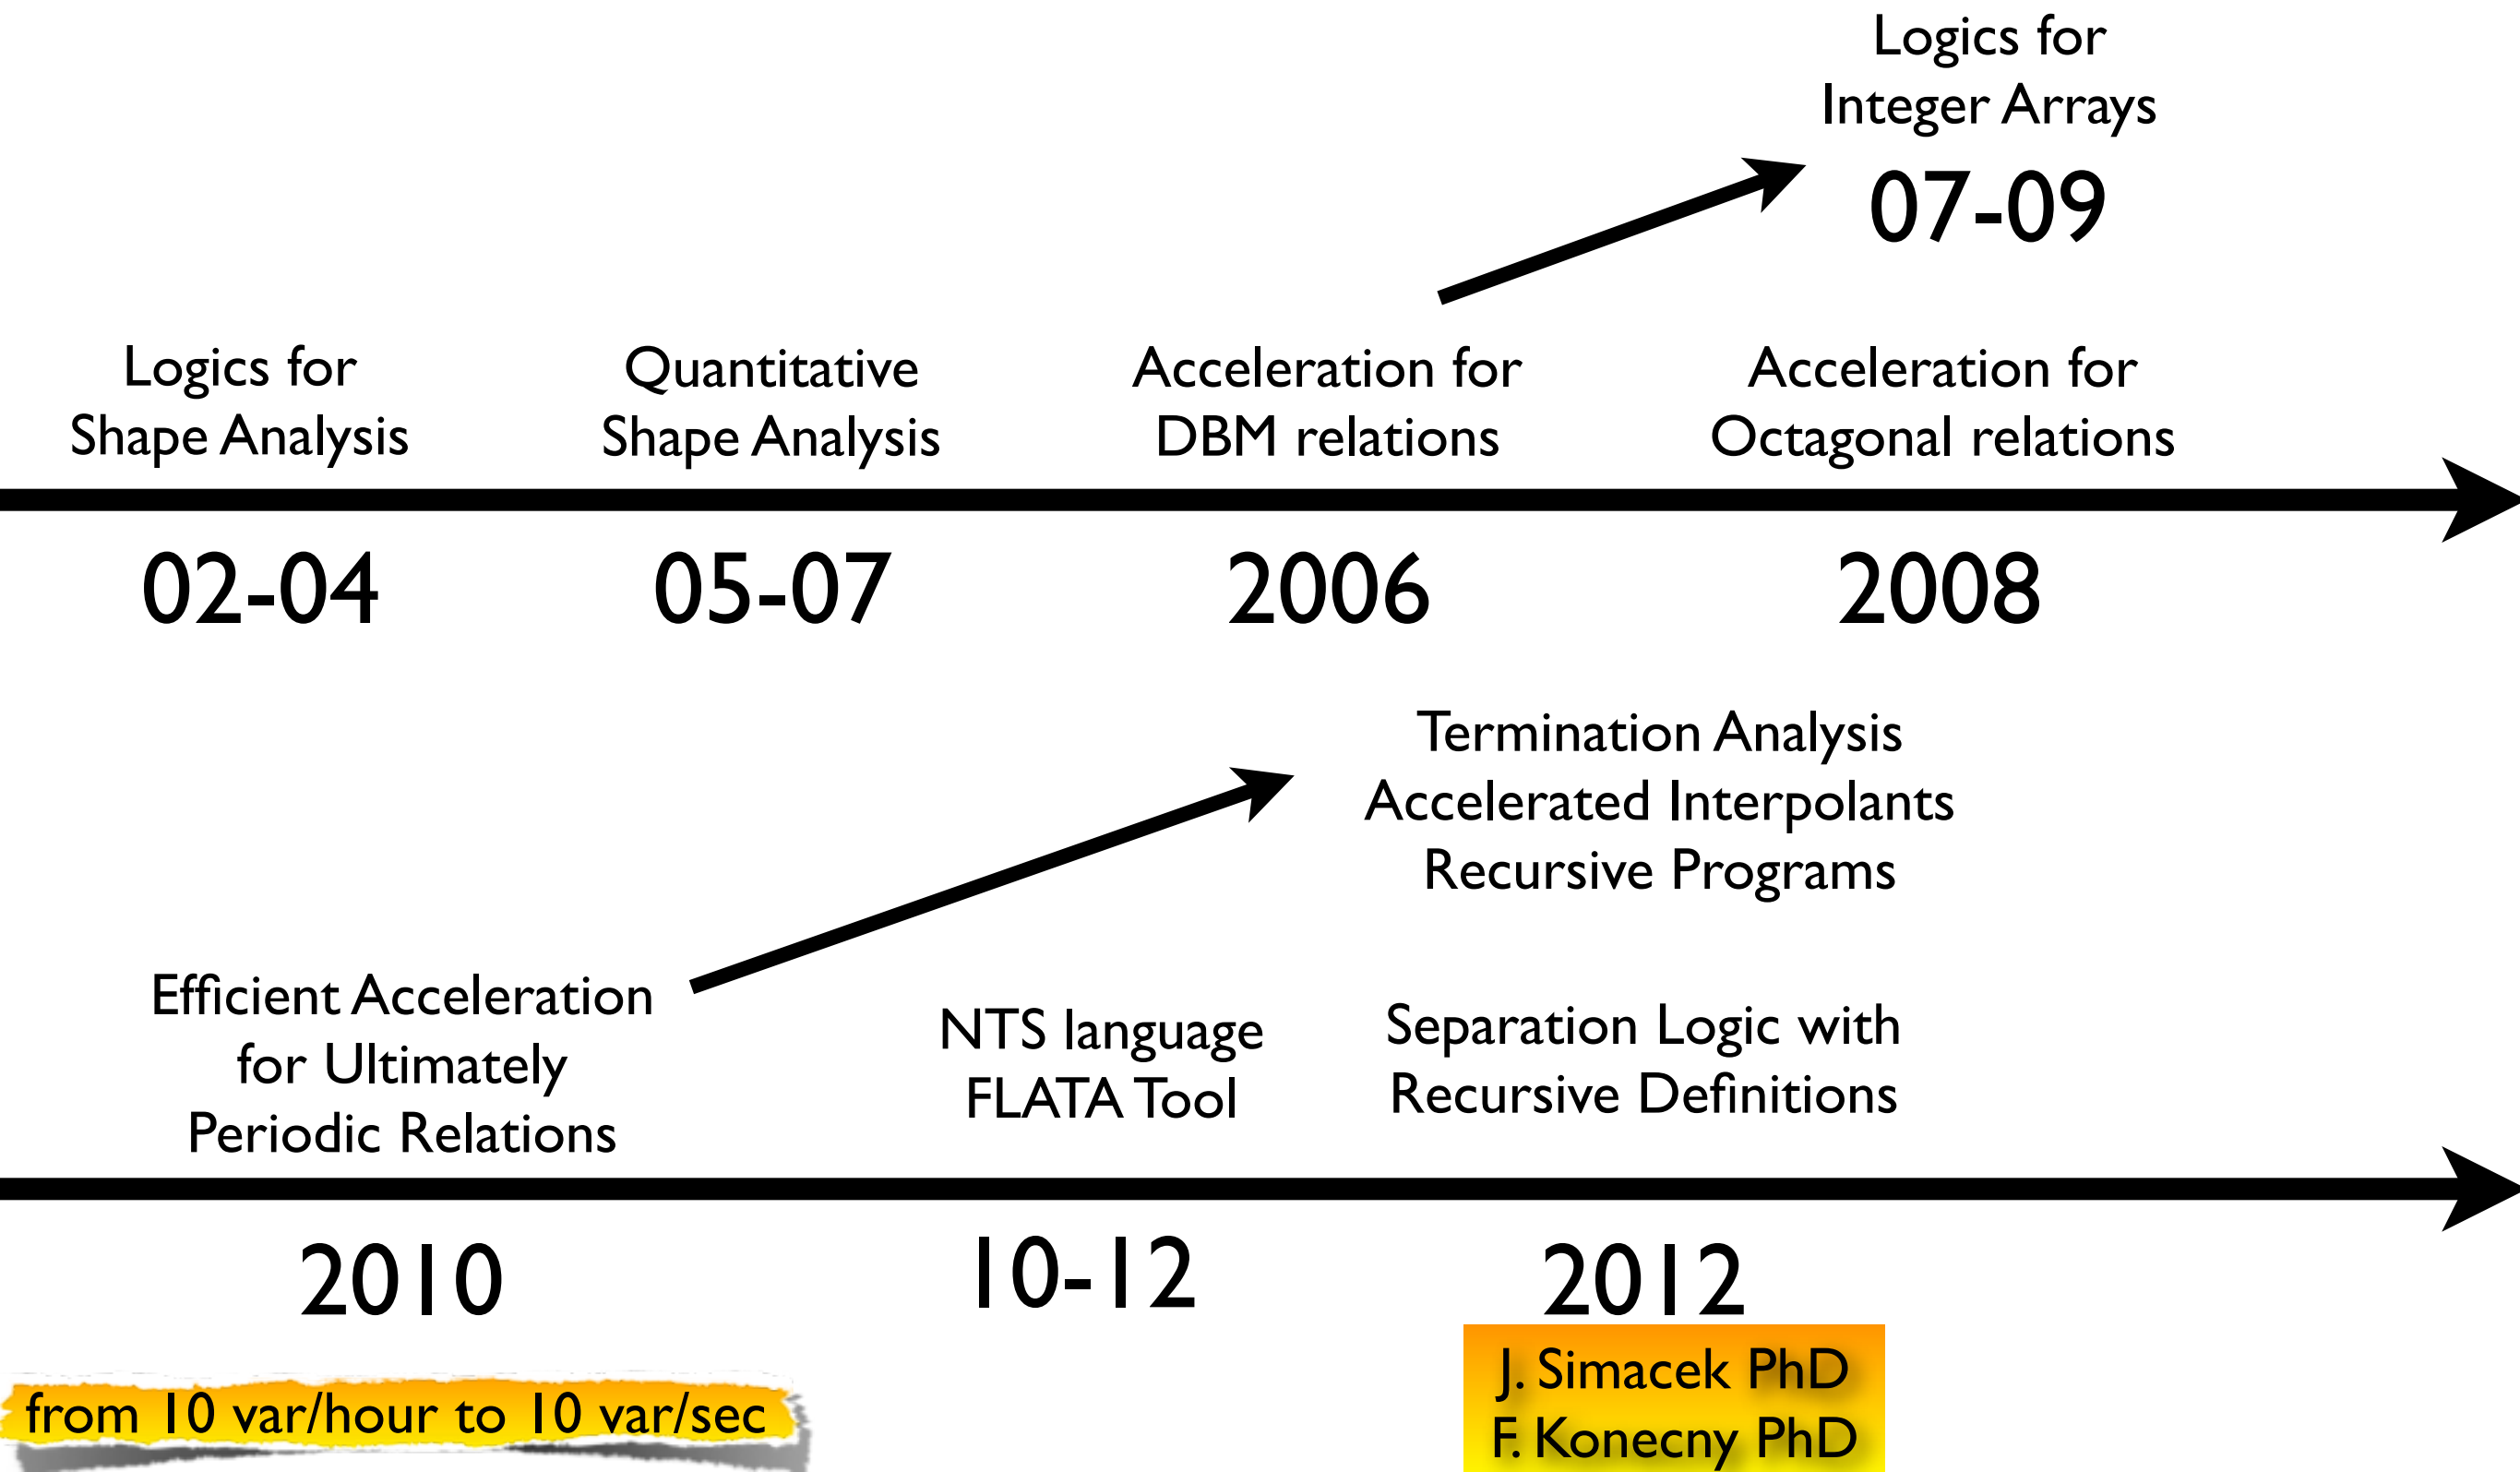 Logics for
Integer Arrays
07-09
Logics for
Shape Analysis
Quantitative
Shape Analysis
Acceleration for
DBM relations
Acceleration for
Octagonal relations
02-04
05-07
2006
2008
Termination Analysis
Accelerated Interpolants
Recursive Programs
Efficient Acceleration
for Ultimately
Periodic Relations
NTS language
FLATA Tool
Separation Logic with
Recursive Definitions
2010
10-12
2012
from 10 var/hour to 10 var/sec
J. Simacek PhD
F. Konecny PhD